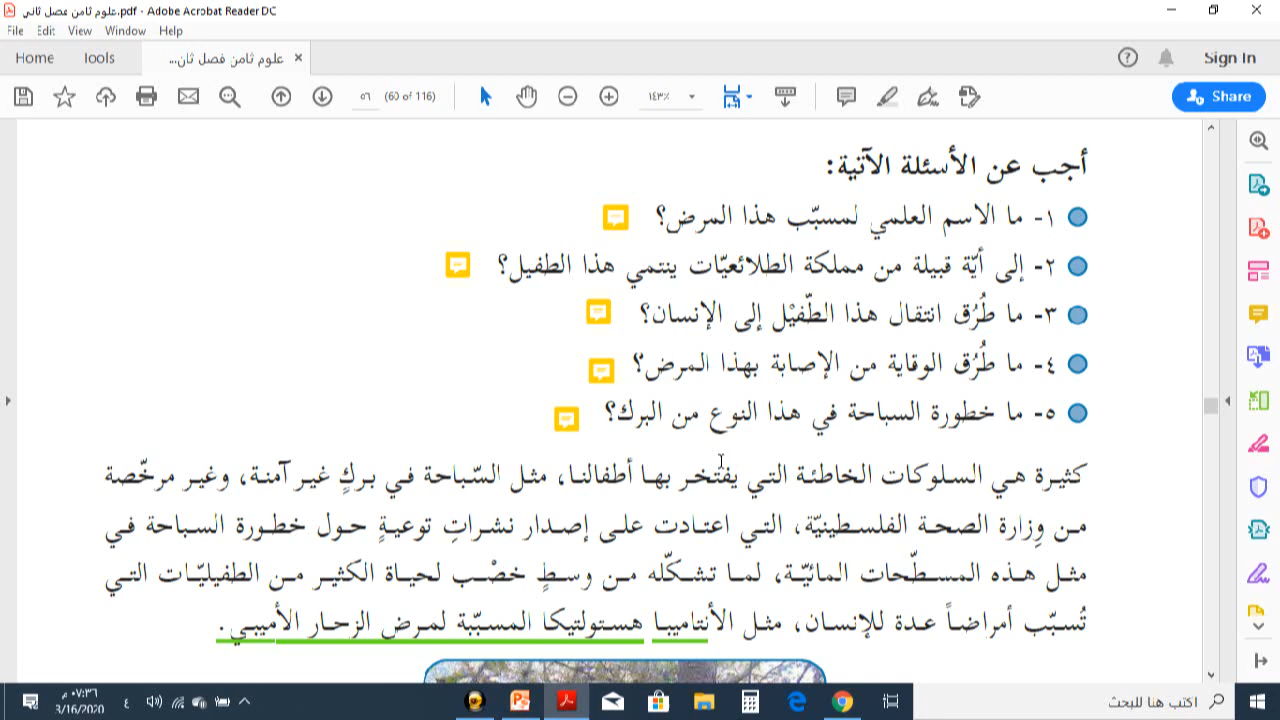 علوم ثامن فصل ثاني.pdf - Adobe Acrobat Reader DC
File Edit View Window Help
Home Tools علوم ثامن فصل ثان...
Sign In
٥٦ (60 of 116) ١٤٣٪ Share
أجب عن الأسئلة الآتية:
١- ما الاسم العلمي لمسبّب هذا المرض؟
٢- إلى أيّة قبيلة من مملكة الطلائعيّات ينتمي هذا الطفيل؟
٣- ما طُرُق انتقال هذا الطّفيْل إلى الإنسان؟
٤- ما طُرُق الوقاية من الإصابة بهذا المرض؟
٥- ما خطورة السباحة في هذا النوع من البرك؟
كثيرة هي السلوكات الخاطئة التي يفتخر بها أطفالنا، مثل السّباحة في بركٍ غير آمنة، وغير مرخّصة
من وِزارة الصحة الفلسطينيّة، التي اعتادت على إصدار نشراتِ توعيةٍ حول خطورة السباحة في
مثل هذه المسطّحات المائيّة، لما تشكّله من وسطٍ خصْب لحياة الكثير من الطفيليّات التي
تُسبّب أمراضاً عدة للإنسان، مثل الأنتاميبا هستولتيكا المسبّبة لمرض الزحار الأميبي.
٠٧:٣٦ م
3/16/2020
ع
اكتب هنا للبحث